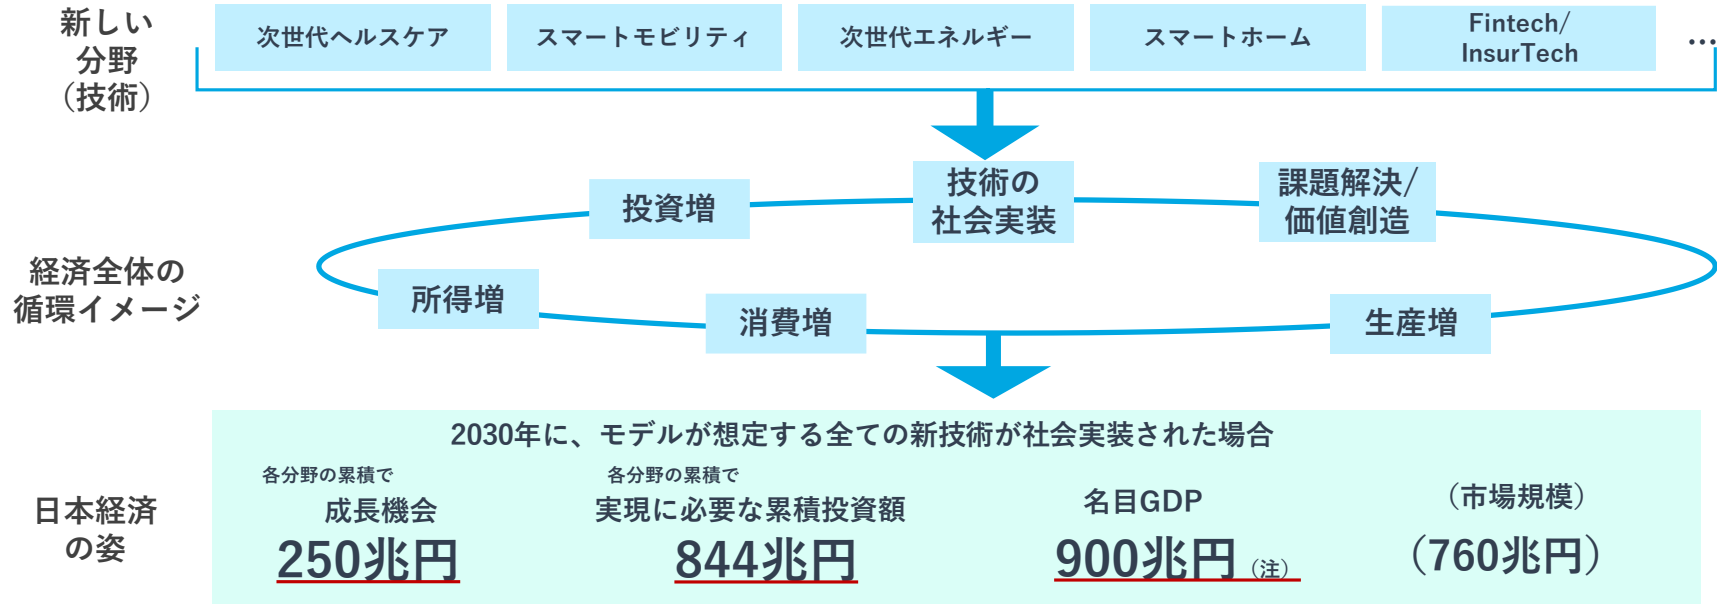 新しい
分野
（技術）
次世代ヘルスケア
スマートモビリティ
次世代エネルギー
スマートホーム
Fintech/
InsurTech
…
経済全体の
循環イメージ
投資増
技術の
社会実装
課題解決/
価値創造
所得増
消費増
生産増
日本経済
の姿
2030年に、モデルが想定する全ての新技術が社会実装された場合
各分野の累積で
成長機会
250兆円
各分野の累積で
実現に必要な累積投資額
844兆円
名目GDP
900兆円（注）
（市場規模）
（760兆円）